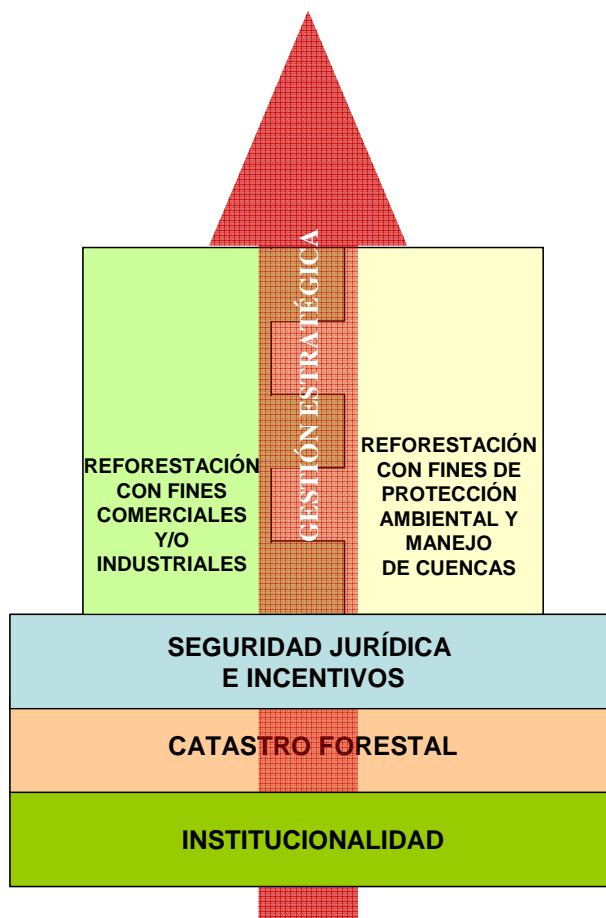 GESTIÓN ESTRATÉGICA
REFORESTACIÓN
CON FINES
COMERCIALES
Y/O
INDUSTRIALES
REFORESTACIÓN
CON FINES DE
PROTECCIÓN
AMBIENTAL Y
MANEJO
DE CUENCAS
SEGURIDAD JURÍDICA
E INCENTIVOS
CATASTRO FORESTAL
INSTITUCIONALIDAD